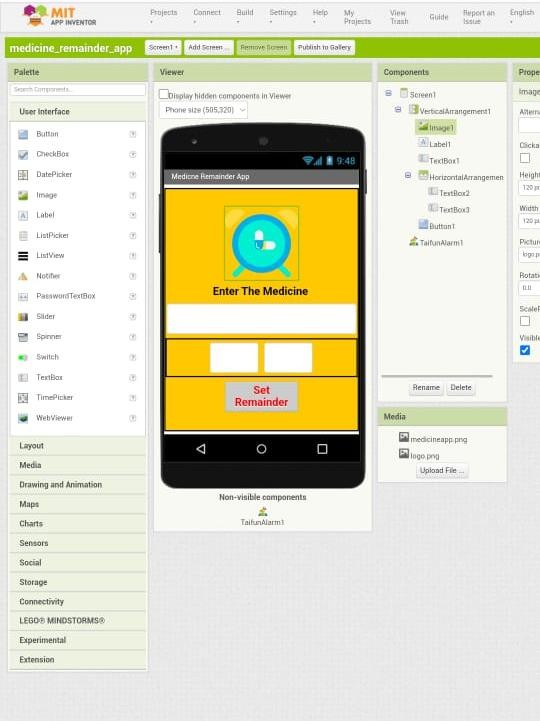 MIT
APP INVENTOR
Projects
Connect
Build
Settings
Help
My
Projects
View
Trash
Guide
Report an
Issue
English
medicine_remainder_app
Screen1
Add Screen ...
Remove Screen
Publish to Gallery
Palette
Search Components...
User Interface
Button
CheckBox
DatePicker
Image
Label
ListPicker
ListView
Notifier
PasswordTextBox
Slider
Spinner
Switch
TextBox
TimePicker
WebViewer
Layout
Media
Drawing and Animation
Maps
Charts
Sensors
Social
Storage
Connectivity
LEGO® MINDSTORMS®
Experimental
Extension
Viewer
Display hidden components in Viewer
Phone size (505,320)
9:48
Medicne Remainder App
Enter The Medicine
Set
Remainder
Non-visible components
TaifunAlarm1
Components
Screen1
VerticalArrangement1
Image1
Label1
TextBox1
HorizontalArrangemen
TextBox2
TextBox3
Button1
TaifunAlarm1
Rename
Delete
Media
medicineapp.png
logo.png
Upload File ...
Prope
Image
Alterna
Clicka
Height
120 pi
Width
120 pi
Picture
logo.p
Rotati
0.0
ScaleP
Visible